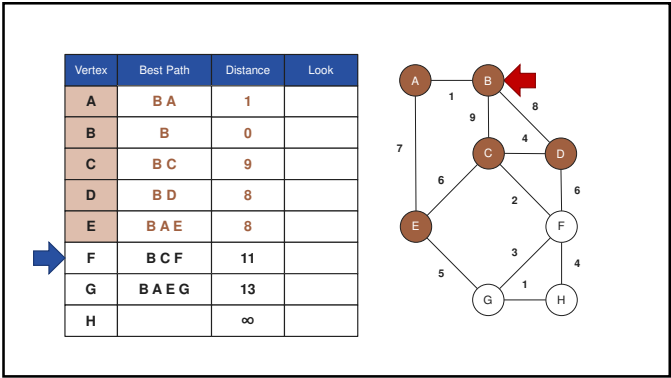 Vertex Best Path Distance Look
A B A 1
B B 0
C B C 9
D B D 8
E B A E 8
F B C F 11
G B A E G 13
H ∞
A B
1 8
9
7 4
C D
6 6
2
E F
3
5 1 4
G H